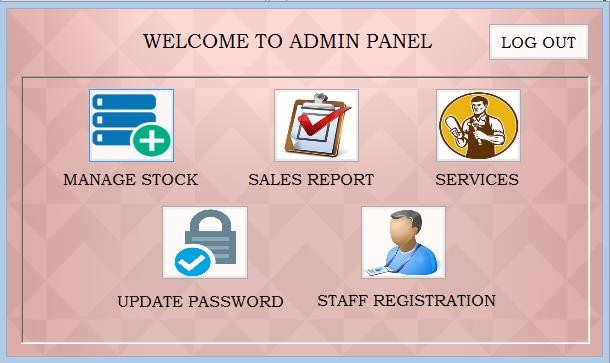 WELCOME TO ADMIN PANEL
LOG OUT
MANAGE STOCK
SALES REPORT
SERVICES
UPDATE PASSWORD
STAFF REGISTRATION